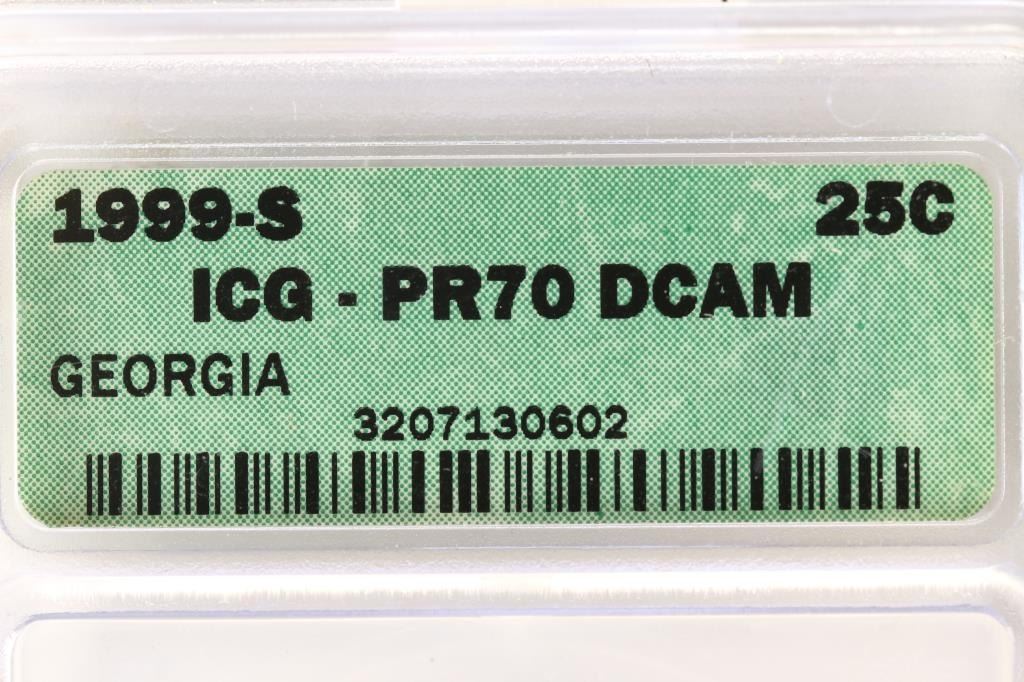 1999-S 25C
ICG - PR70 DCAM
GEORGIA
3207130602